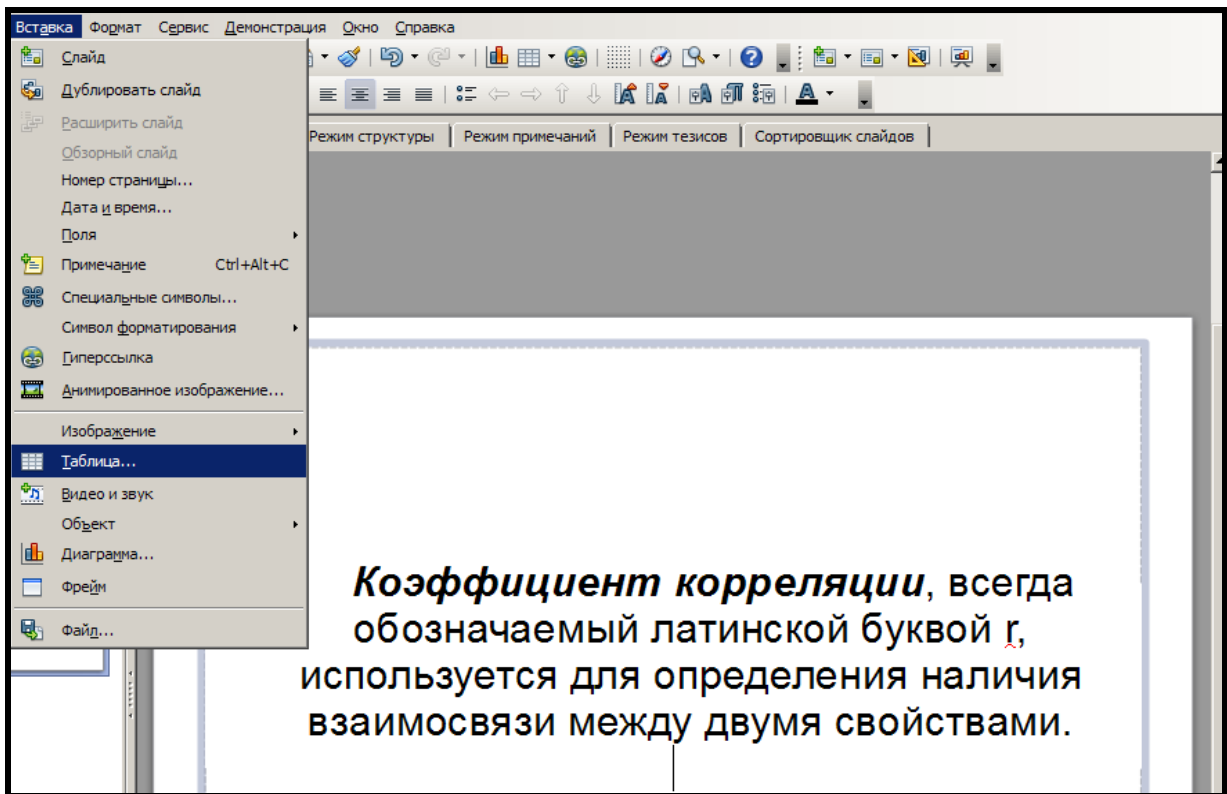 Вставка Формат Сервис Демонстрация Окно Справка
Слайд
Дублировать слайд
Расширить слайд
Обзорный слайд
Номер страницы...
Дата и время...
Поля
Примечание Ctrl+Alt+C
Специальные символы...
Символ форматирования
Гиперссылка
Анимированное изображение...
Изображение
Таблица...
Видео и звук
Объект
Диаграмма...
Фрейм
Файл...
Режим структуры Режим примечаний Режим тезисов Сортировщик слайдов
Коэффициент корреляции, всегда
обозначаемый латинской буквой r,
используется для определения наличия
взаимосвязи между двумя свойствами.